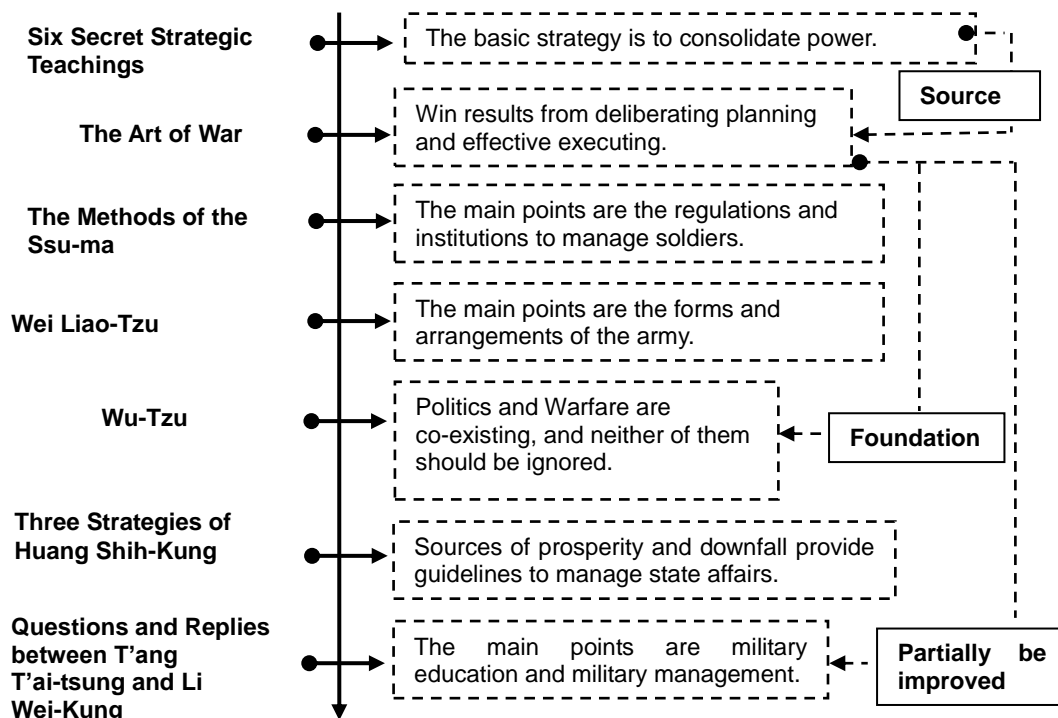 Six Secret Strategic
Teachings
The basic strategy is to consolidate power.
Source
The Art of War
Win results from deliberating planning
and effective executing.
The Methods of the
Ssu-ma
The main points are the regulations and
institutions to manage soldiers.
Wei Liao-Tzu
The main points are the forms and
arrangements of the army.
Wu-Tzu
Politics and Warfare are
co-existing, and neither of them
should be ignored.
Foundation
Three Strategies of
Huang Shih-Kung
Sources of prosperity and downfall provide
guidelines to manage state affairs.
Questions and Replies
between T’ang
T’ai-tsung and Li
Wei-Kung
The main points are military
education and military management.
Partially be
improved